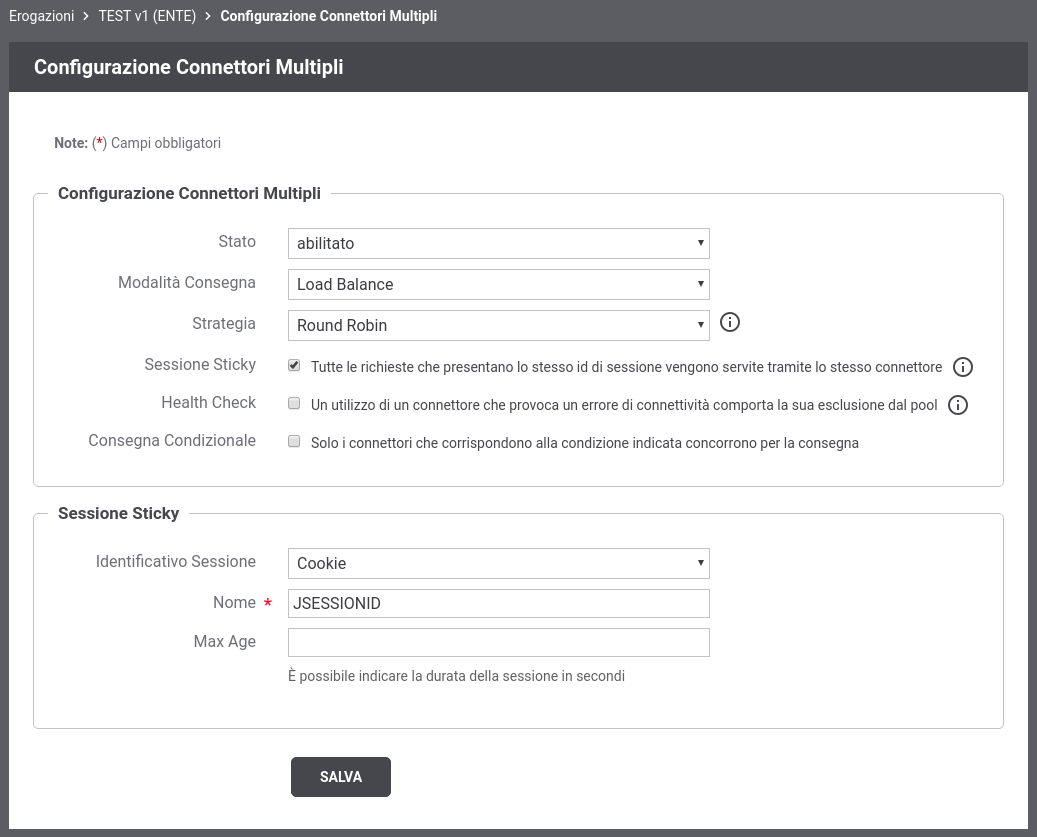 Erogazioni > TEST v1 (ENTE) > Configurazione Connettori Multipli
Configurazione Connettori Multipli
Note: (*) Campi obbligatori
Configurazione Connettori Multipli
Stato abilitato
Modalità Consegna Load Balance
Strategia Round Robin
Sessione Sticky Tutte le richieste che presentano lo stesso id di sessione vengono servite tramite lo stesso connettore
Health Check Un utilizzo di un connettore che provoca un errore di connettività comporta la sua esclusione dal pool
Consegna Condizionale Solo i connettori che corrispondono alla condizione indicata concorrono per la consegna
Sessione Sticky
Identificativo Sessione Cookie
Nome * JSESSIONID
Max Age
È possibile indicare la durata della sessione in secondi
SALVA